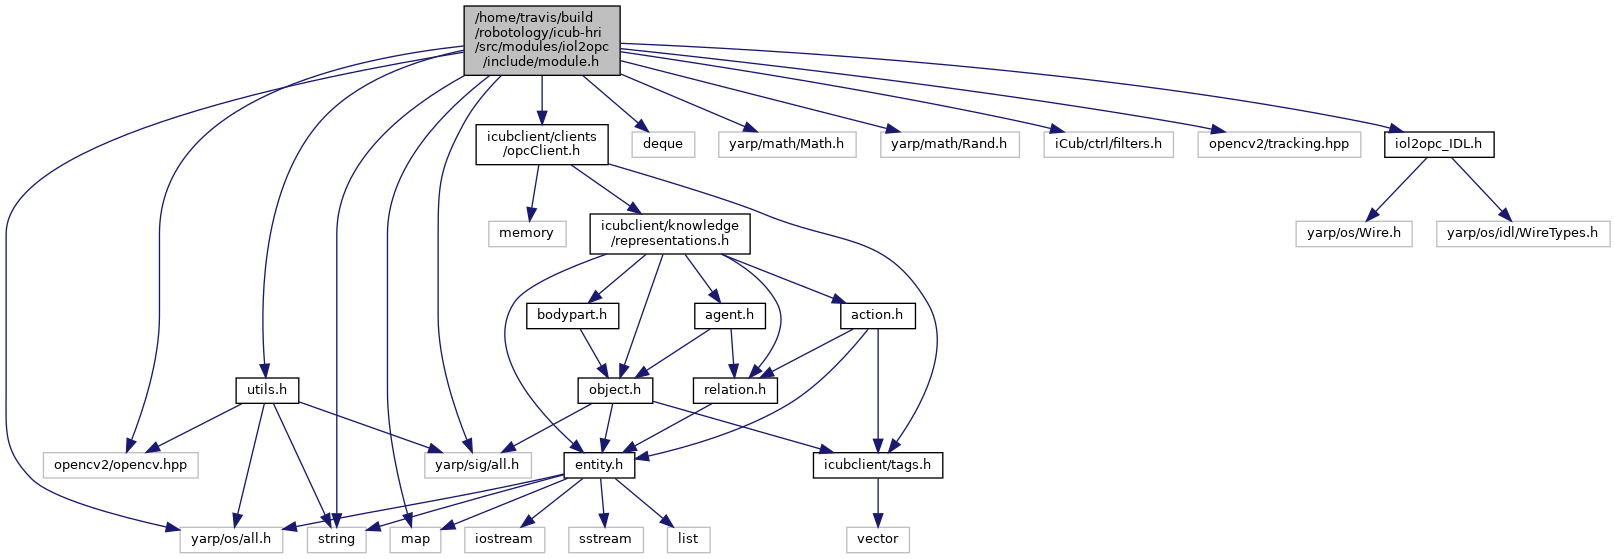 /home/travis/build
/robotology/icub-hri
/src/modules/iol2opc
/include/module.h
icubclient/clients
/opcClient.h
deque
yarp/math/Math.h
yarp/math/Rand.h
iCub/ctrl/filters.h
opencv2/tracking.hpp
iol2opc_IDL.h
memory
icubclient/knowledge
/representations.h
yarp/os/Wire.h
yarp/os/idl/WireTypes.h
bodypart.h
agent.h
action.h
utils.h
object.h
relation.h
opencv2/opencv.hpp
yarp/sig/all.h
entity.h
icubclient/tags.h
yarp/os/all.h
string
map
iostream
sstream
list
vector